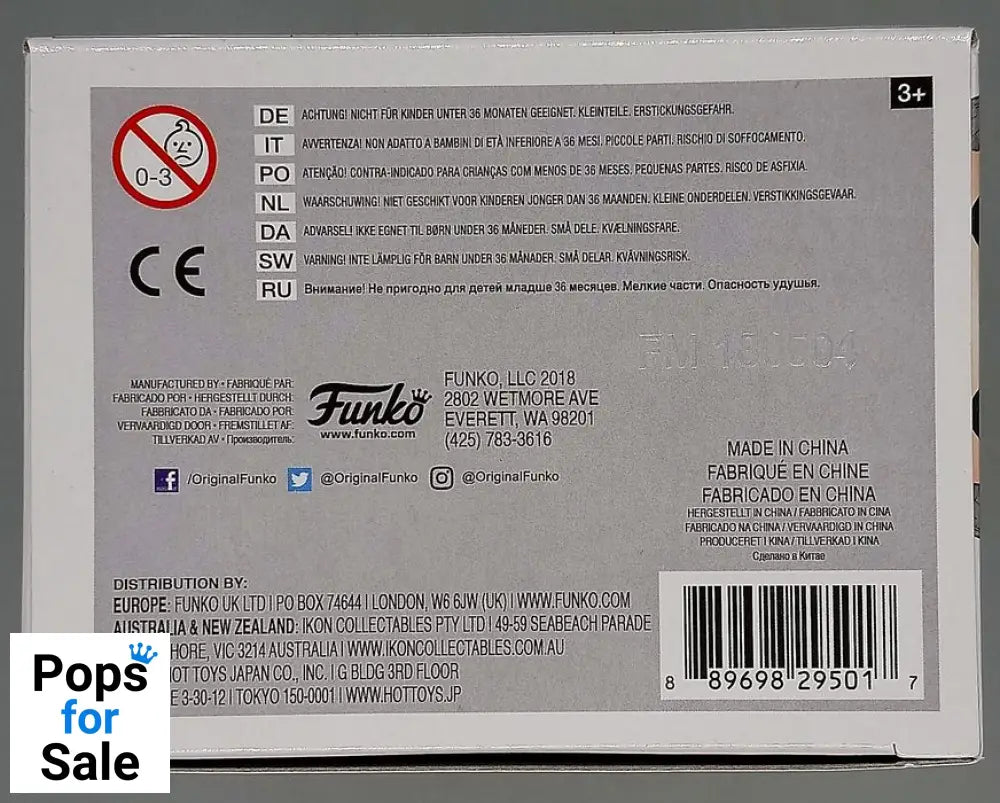 3+
0-3
DE ACHTUNG! NICHT FÜR KINDER UNTER 36 MONATEN GEEIGNET. KLEINTEILE. ERSTICKUNGSGEFAHR.
IT AVVERTENZA! NON ADATTO A BAMBINI DI ETÀ INFERIORE A 36 MESI. PICCOLE PARTI. RISCHIO DI SOFFOCAMENTO.
PO ATENÇÃO! CONTRA-INDICADO PARA CRIANÇAS COM MENOS DE 36 MESES. PEQUENAS PARTES. RISCO DE ASFIXIA.
NL WAARSCHUWING! NIET GESCHIKT VOOR KINDEREN JONGER DAN 36 MAANDEN. KLEINE ONDERDELEN. VERSTIKKINGSGEVAAR.
DA ADVARSEL! IKKE EGNET TIL BØRN UNDER 36 MÅNEDER. SMÅ DELE. KVÆLNINGSFARE.
SW VARNING! INTE LÄMPLIG FÖR BARN UNDER 36 MÅNADER. SMÅ DELAR. KVÄVNINGSRISK.
RU Внимание! Не пригодно для детей младше 36 месяцев. Мелкие части. Опасность удушья.
CE
MANUFACTURED BY • FABRIQUÉ PAR:
FABRICADO POR • HERGESTELLT DURCH:
FABBRICATO DA • FABRICADO POR:
VERVAARDIGD DOOR • FREMSTILLET AF:
TILLVERKAD AV • Производитель:
Funko
www.funko.com
FUNKO, LLC 2018
2802 WETMORE AVE
EVERETT, WA 98201
(425) 783-3616
/OriginalFunko @OriginalFunko @OriginalFunko
MADE IN CHINA
FABRIQUÉ EN CHINE
FABRICADO EN CHINA
HERGESTELLT IN CHINA / FABBRICATO IN CINA
FABRICADO NA CHINA / VERVAARDIGD IN CHINA
PRODUCERET I KINA / TILLVERKAD I KINA
Сделано в Китае
DISTRIBUTION BY:
EUROPE: FUNKO UK LTD | PO BOX 74644 | LONDON, W6 6JW (UK) | WWW.FUNKO.COM
AUSTRALIA & NEW ZEALAND: IKON COLLECTABLES PTY LTD | 49-59 SEABEACH PARADE
HORE, VIC 3214 AUSTRALIA | WWW.IKONCOLLECTABLES.COM.AU
HOT TOYS JAPAN CO., INC. | G BLDG 3RD FLOOR
E 3-30-12 | TOKYO 150-0001 | WWW.HOTTOYS.JP
8 89698 29501 7
Pops
for
Sale